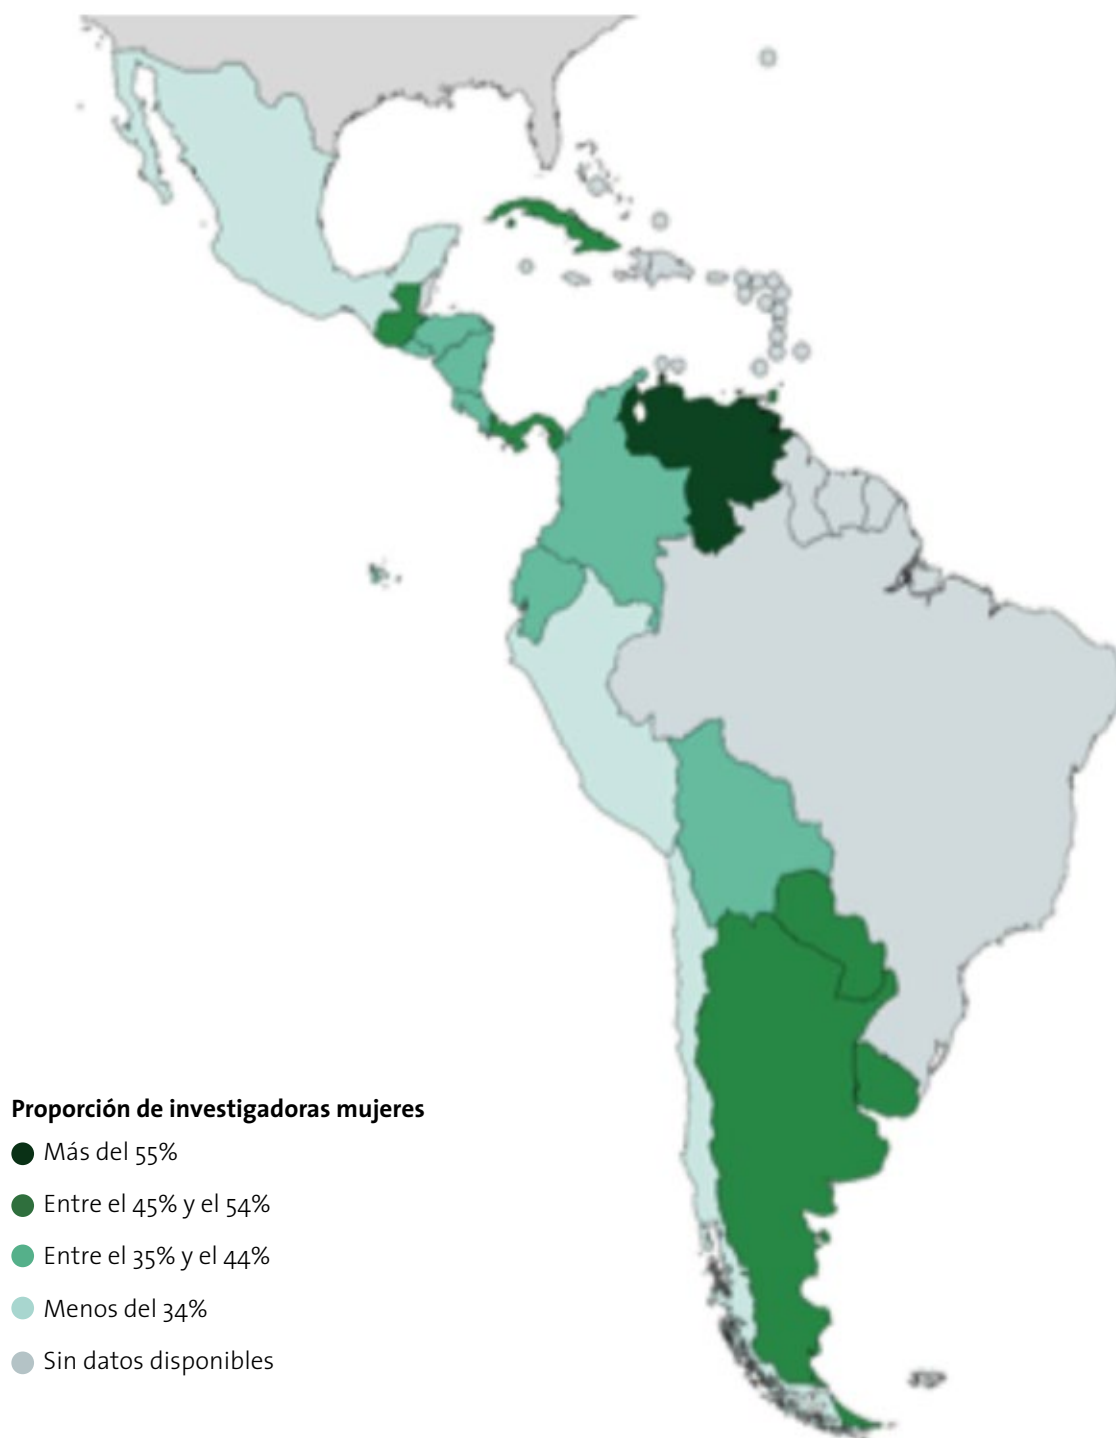 Proporción de investigadoras mujeres
Más del 55%
Entre el 45% y el 54%
Entre el 35% y el 44%
Menos del 34%
Sin datos disponibles